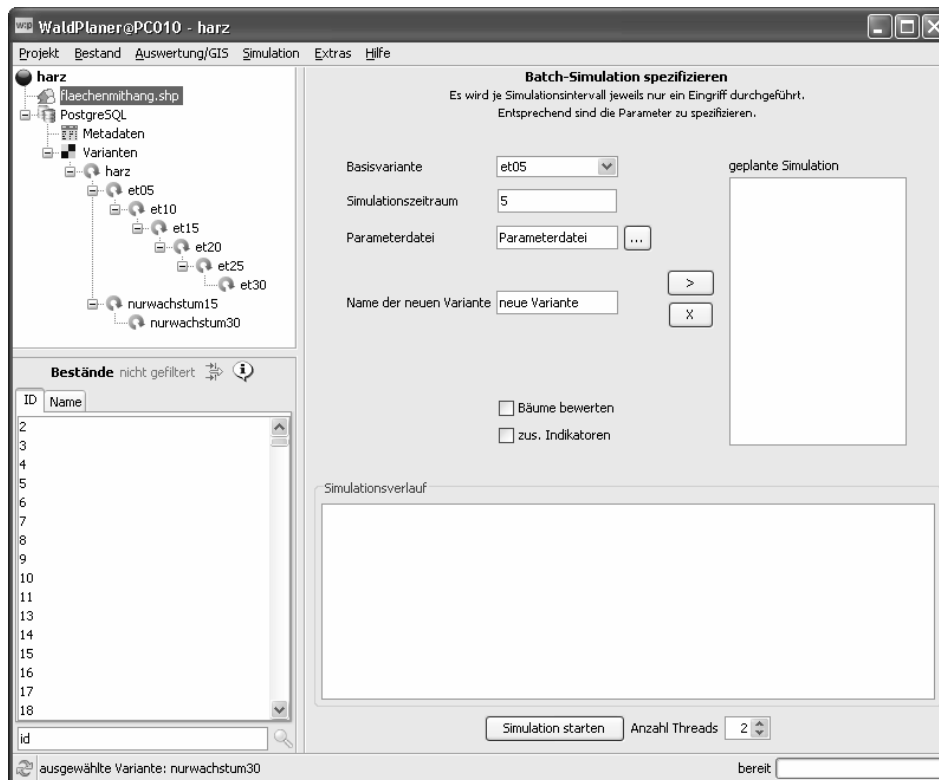 w:p WaldPlaner@PC010 - harz
Projekt Bestand Auswertung/GIS Simulation Extras Hilfe
harz
flaechenmithang.shp
PostgreSQL
Metadaten
Varianten
harz
et05
et10
et15
et20
et25
et30
nurwachstum15
nurwachstum30
Bestände nicht gefiltert
ID Name
2
3
4
5
6
7
8
9
10
11
13
14
15
16
17
18
id
Batch-Simulation spezifizieren
Es wird je Simulationsintervall jeweils nur ein Eingriff durchgeführt.
Entsprechend sind die Parameter zu spezifizieren.
Basisvariante et05
Simulationszeitraum 5
Parameterdatei Parameterdatei ...
Name der neuen Variante neue Variante
>
X
geplante Simulation
Bäume bewerten
zus. Indikatoren
Simulationsverlauf
Simulation starten Anzahl Threads 2
ausgewählte Variante: nurwachstum30 bereit